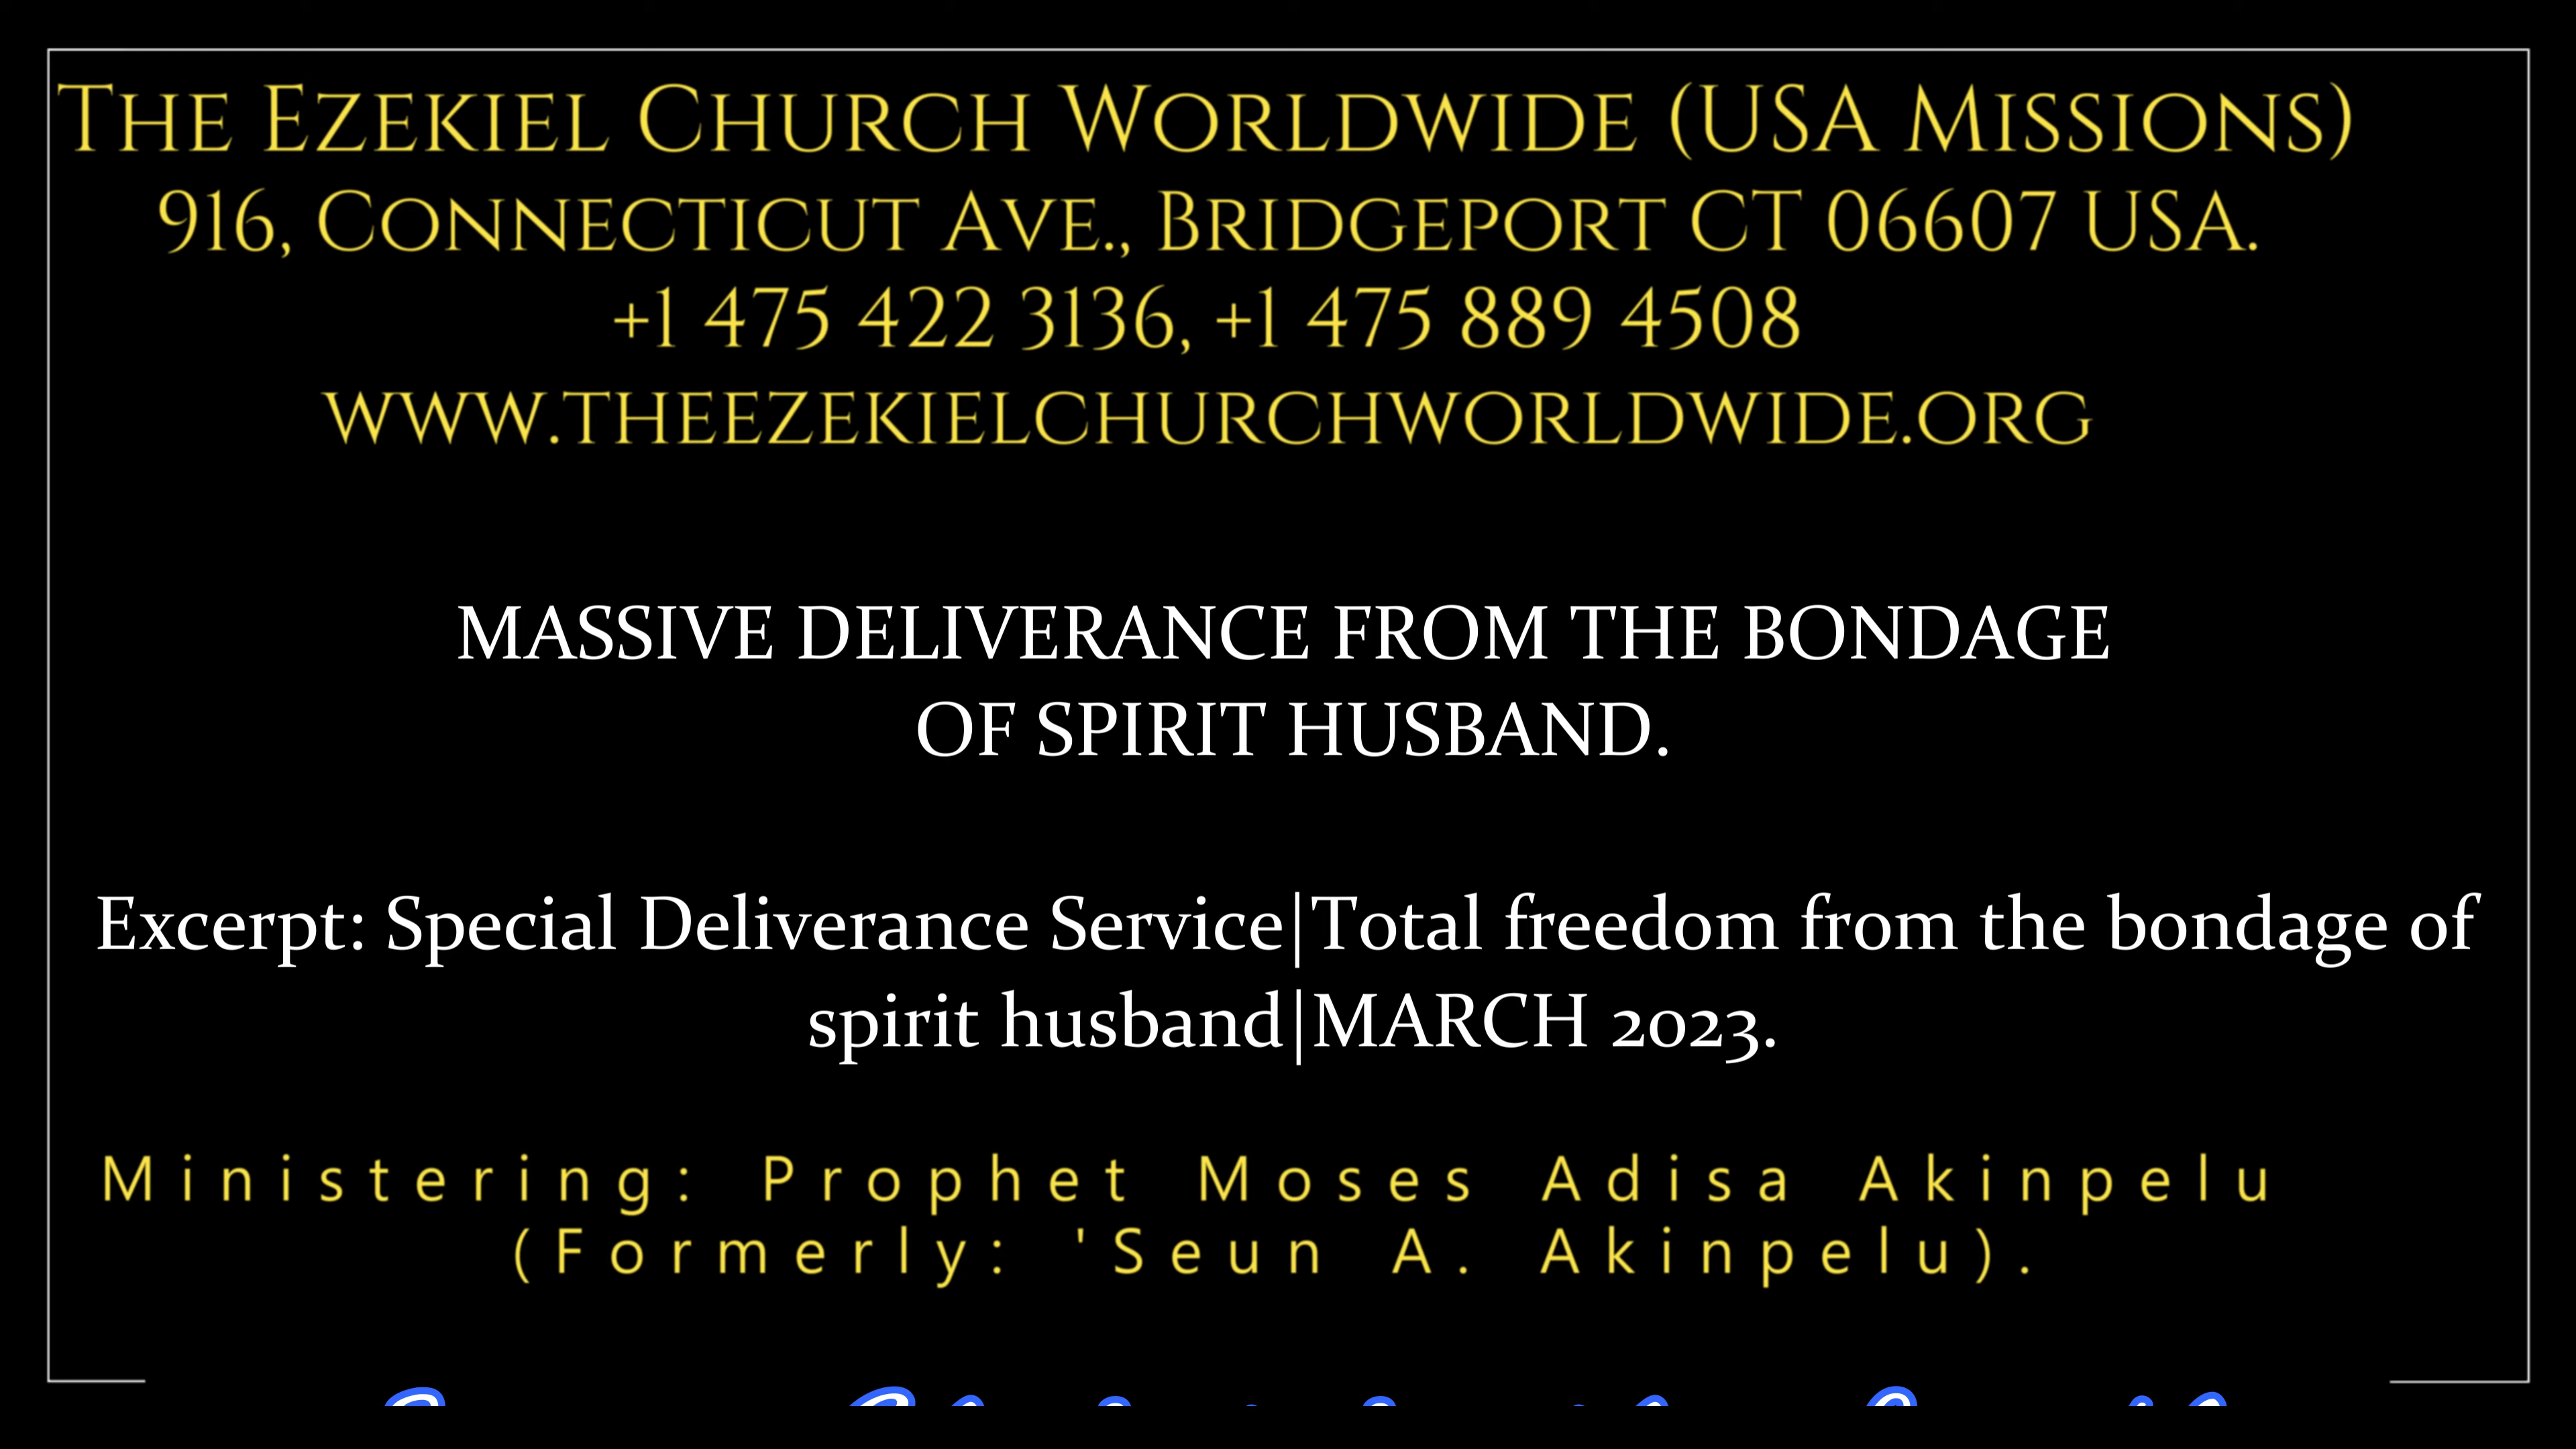 The Ezekiel Church Worldwide (USA Missions)
916, Connecticut Ave., Bridgeport CT 06607 USA.
+1 475 422 3136, +1 475 889 4508
www.theezekielchurchworldwide.org
MASSIVE DELIVERANCE FROM THE BONDAGE
OF SPIRIT HUSBAND.
Excerpt: Special Deliverance Service|Total freedom from the bondage of
spirit husband|MARCH 2023.
Ministering: Prophet Moses Adisa Akinpelu
(Formerly: 'Seun A. Akinpelu).